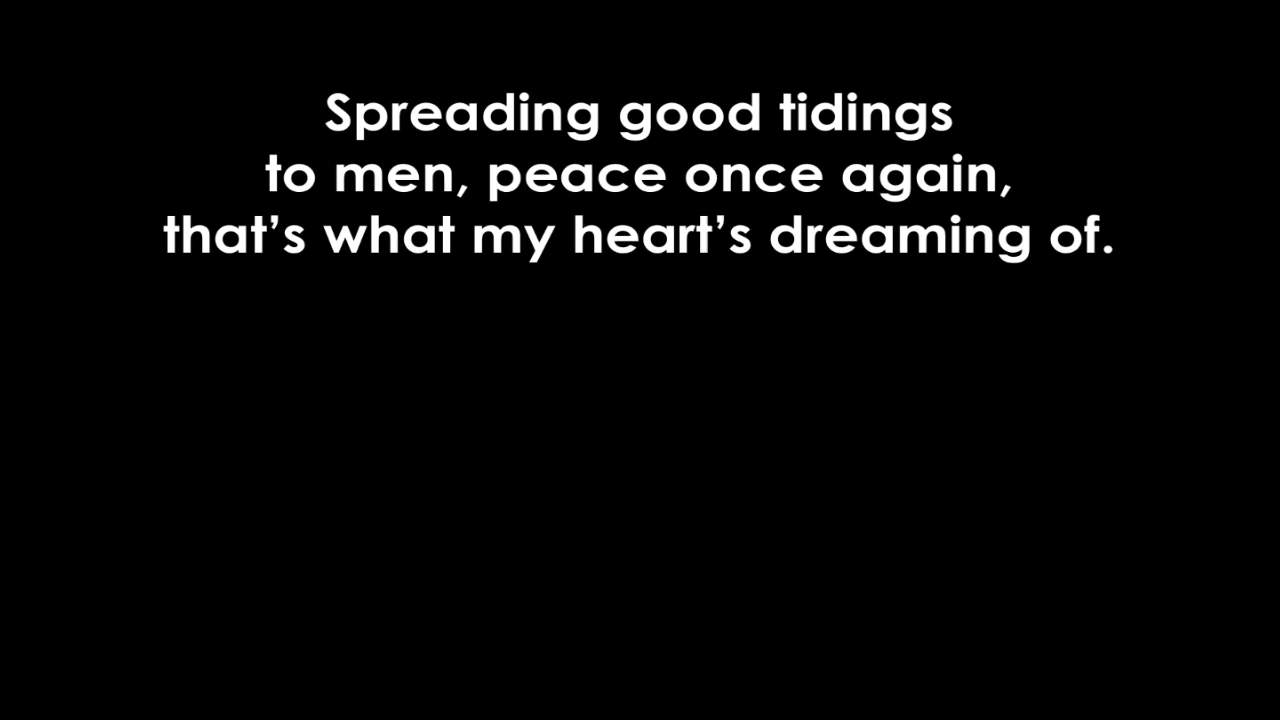 Spreading good tidings
to men, peace once again,
that’s what my heart’s dreaming of.